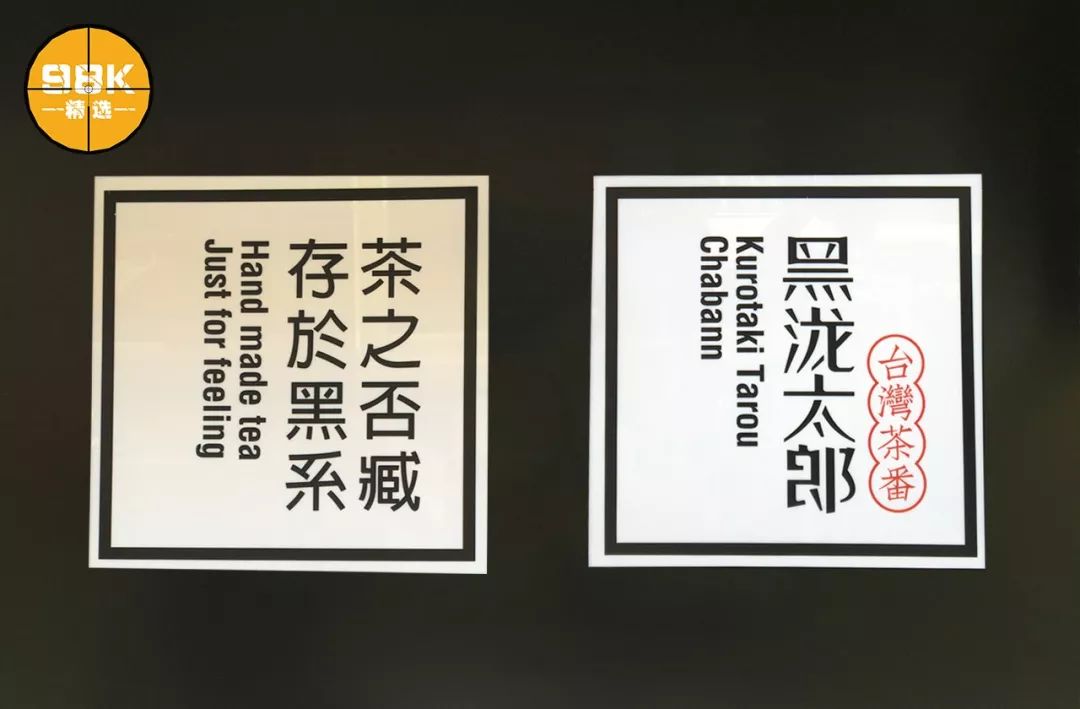 98K
精选
茶之否臧
存於黑系
Hand made tea
Just for feeling
台灣茶番
黑泷太郎
Kurotaki Tarou
Chabann